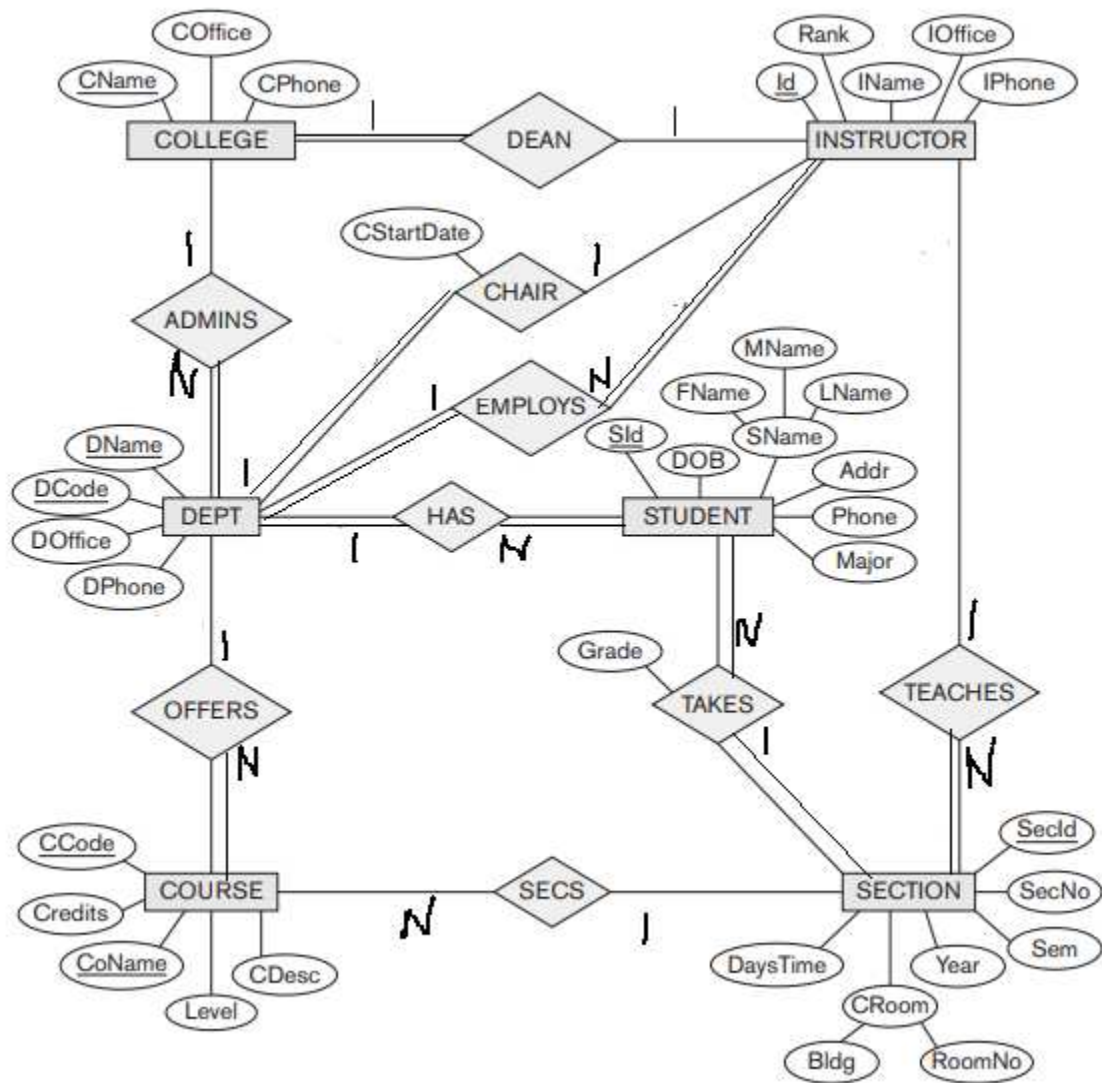 COffice
Rank
IOffice
CName
CPhone
Id
IName
IPhone
1
1
COLLEGE
DEAN
INSTRUCTOR
CStartDate
1
1
CHAIR
ADMINS
N
MName
1
N
FName
LName
EMPLOYS
SId
SName
DName
DOB
Addr
DCode
1
DEPT
HAS
STUDENT
Phone
DOffice
1
N
Major
DPhone
1
N
1
Grade
OFFERS
TAKES
TEACHES
N
1
N
CCode
SecId
COURSE
SECS
SECTION
Credits
N
1
SecNo
CoName
CDesc
DaysTime
Year
Sem
Level
CRoom
Bldg
RoomNo